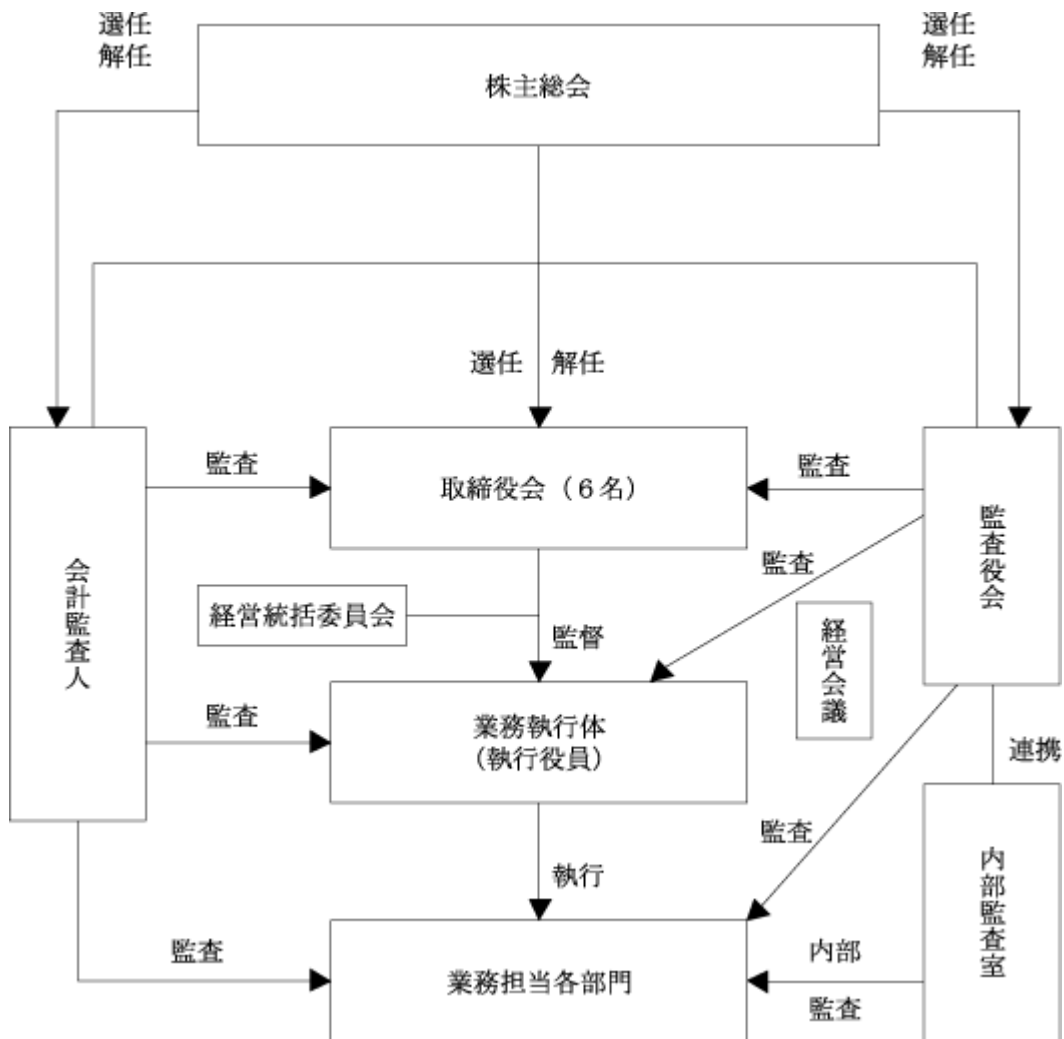 選任
解任
選任
解任
株主総会
選任 解任
監査
取締役会（６名）
監査
会計監査人
監査役会
監査
経営統括委員会
監督
経営会議
監査
業務執行体
(執行役員)
連携
監査
執行
内部監査室
監査
業務担当各部門
内部
監査